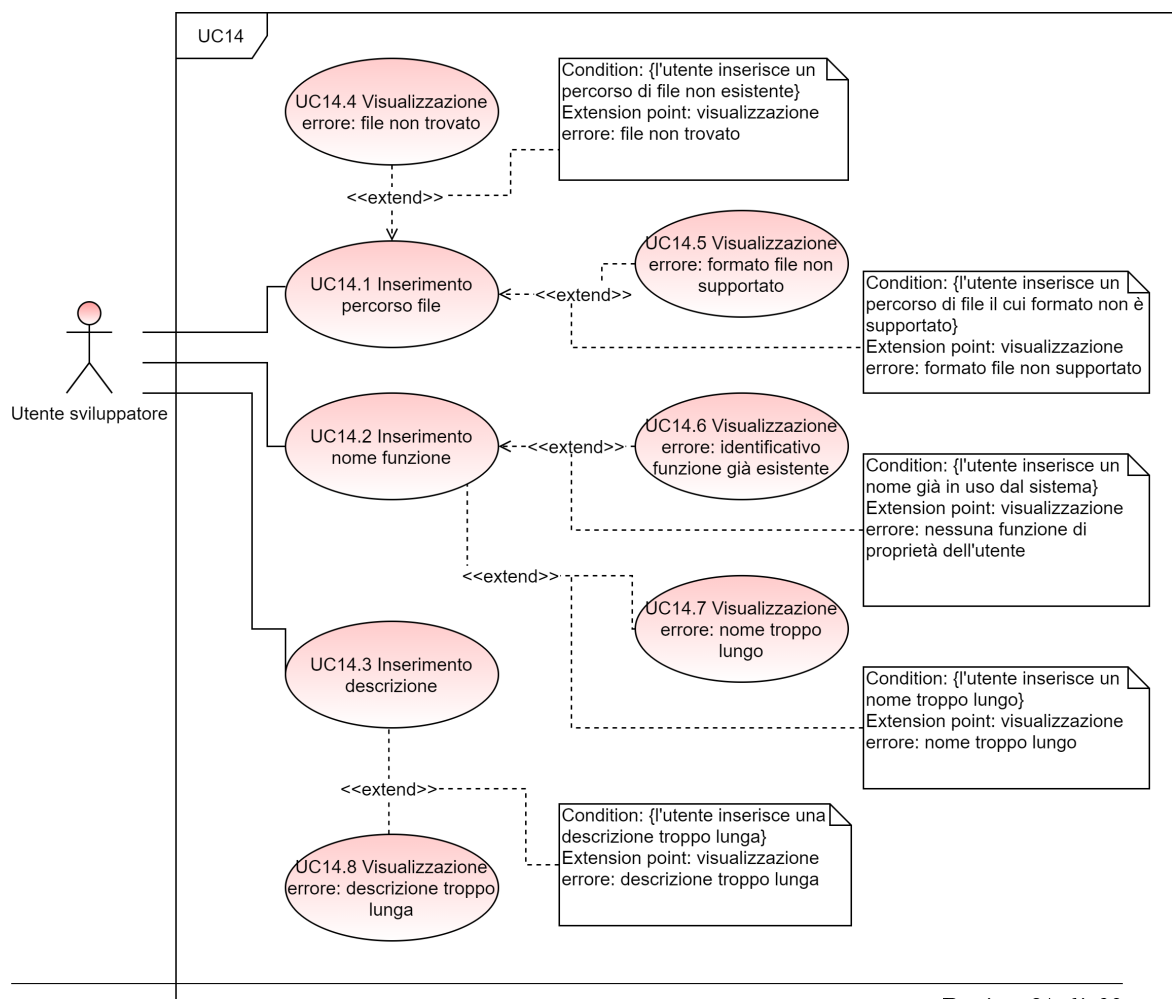 UC14
UC14.4 Visualizzazione
errore: file non trovato
Condition: {l'utente inserisce un
percorso di file non esistente}
Extension point: visualizzazione
errore: file non trovato
<<extend>>
UC14.5 Visualizzazione
errore: formato file non
supportato
UC14.1 Inserimento
percorso file
<<extend>>
Condition: {l'utente inserisce un
percorso di file il cui formato non è
supportato}
Extension point: visualizzazione
errore: formato file non supportato
Utente sviluppatore
UC14.2 Inserimento
nome funzione
<<extend>>
UC14.6 Visualizzazione
errore: identificativo
funzione già esistente
Condition: {l'utente inserisce un
nome già in uso dal sistema}
Extension point: visualizzazione
errore: nessuna funzione di
proprietà dell'utente
<<extend>>
UC14.7 Visualizzazione
errore: nome troppo
lungo
UC14.3 Inserimento
descrizione
Condition: {l'utente inserisce un
nome troppo lungo}
Extension point: visualizzazione
errore: nome troppo lungo
<<extend>>
Condition: {l'utente inserisce una
descrizione troppo lunga}
Extension point: visualizzazione
errore: descrizione troppo lunga
UC14.8 Visualizzazione
errore: descrizione troppo
lunga